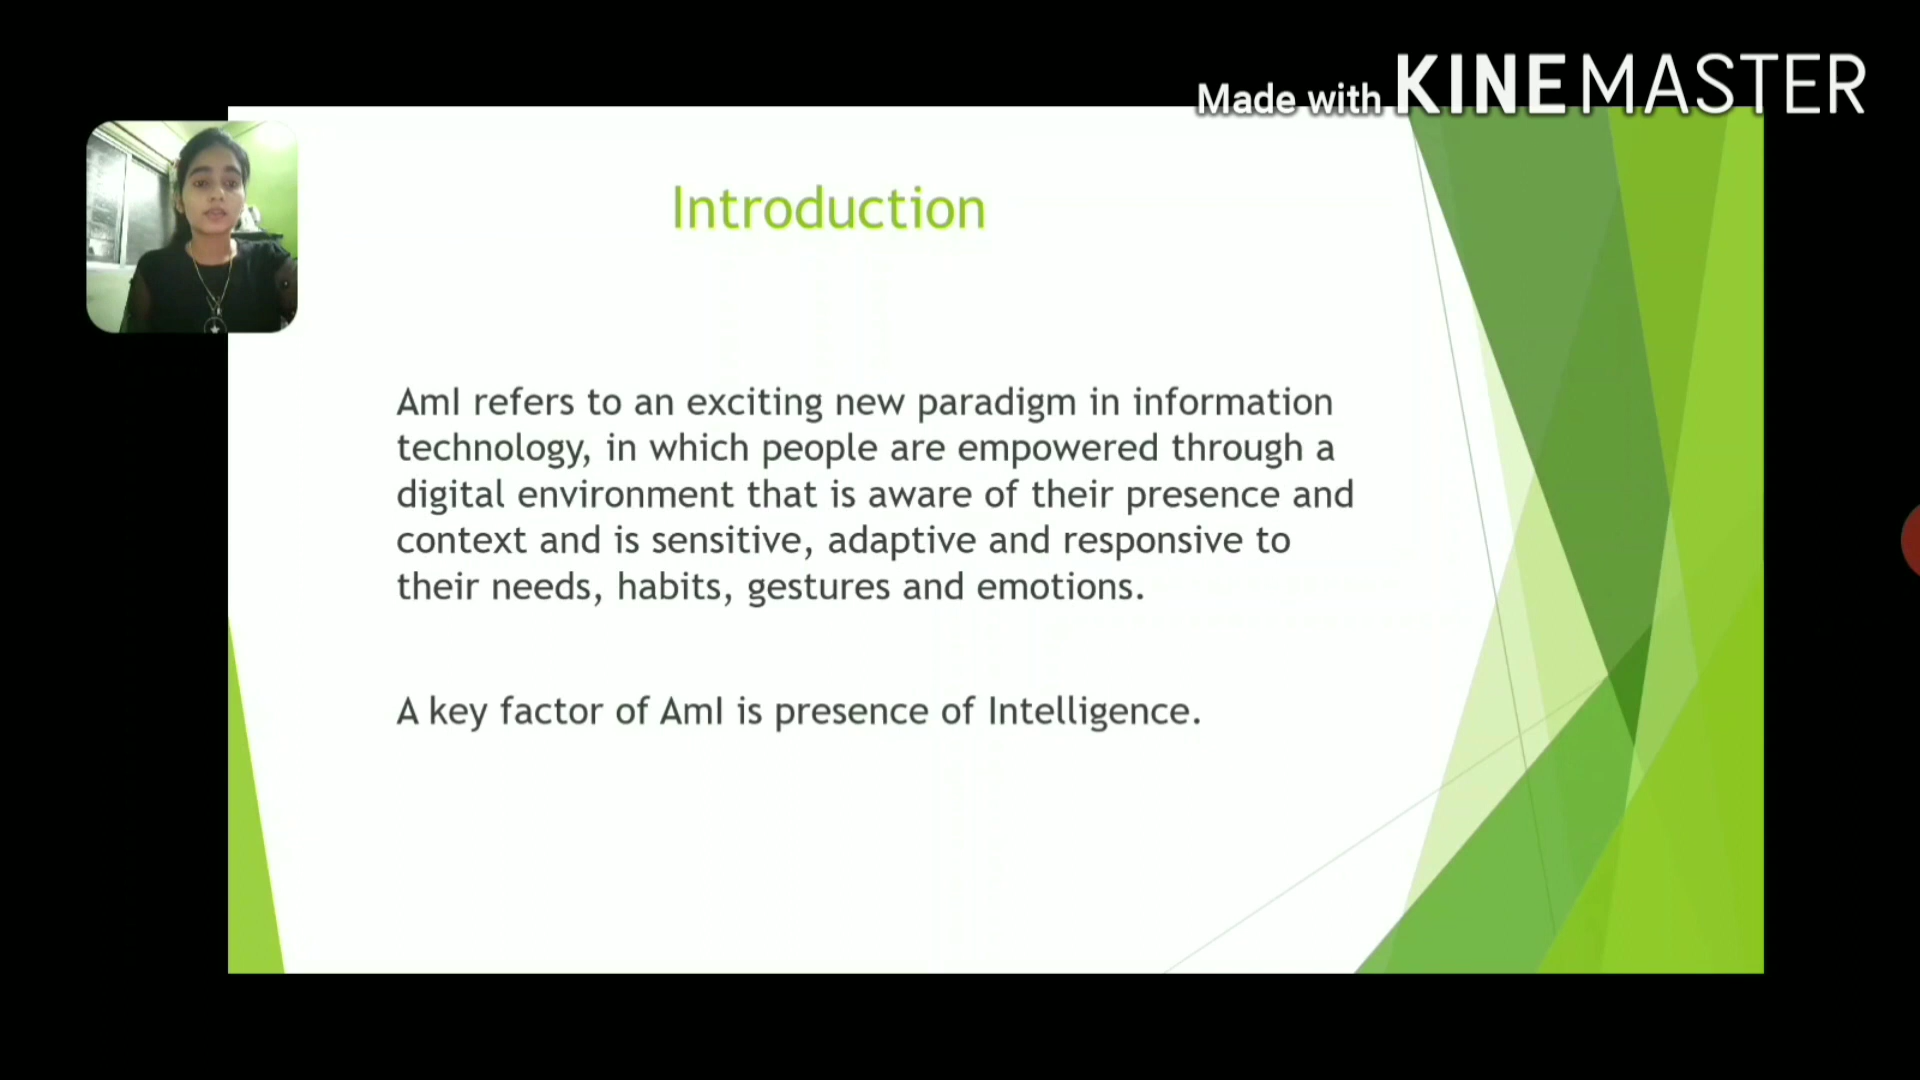 Made with KINEMASTER
Introduction
AmI refers to an exciting new paradigm in information
technology, in which people are empowered through a
digital environment that is aware of their presence and
context and is sensitive, adaptive and responsive to
their needs, habits, gestures and emotions.
A key factor of AmI is presence of Intelligence.